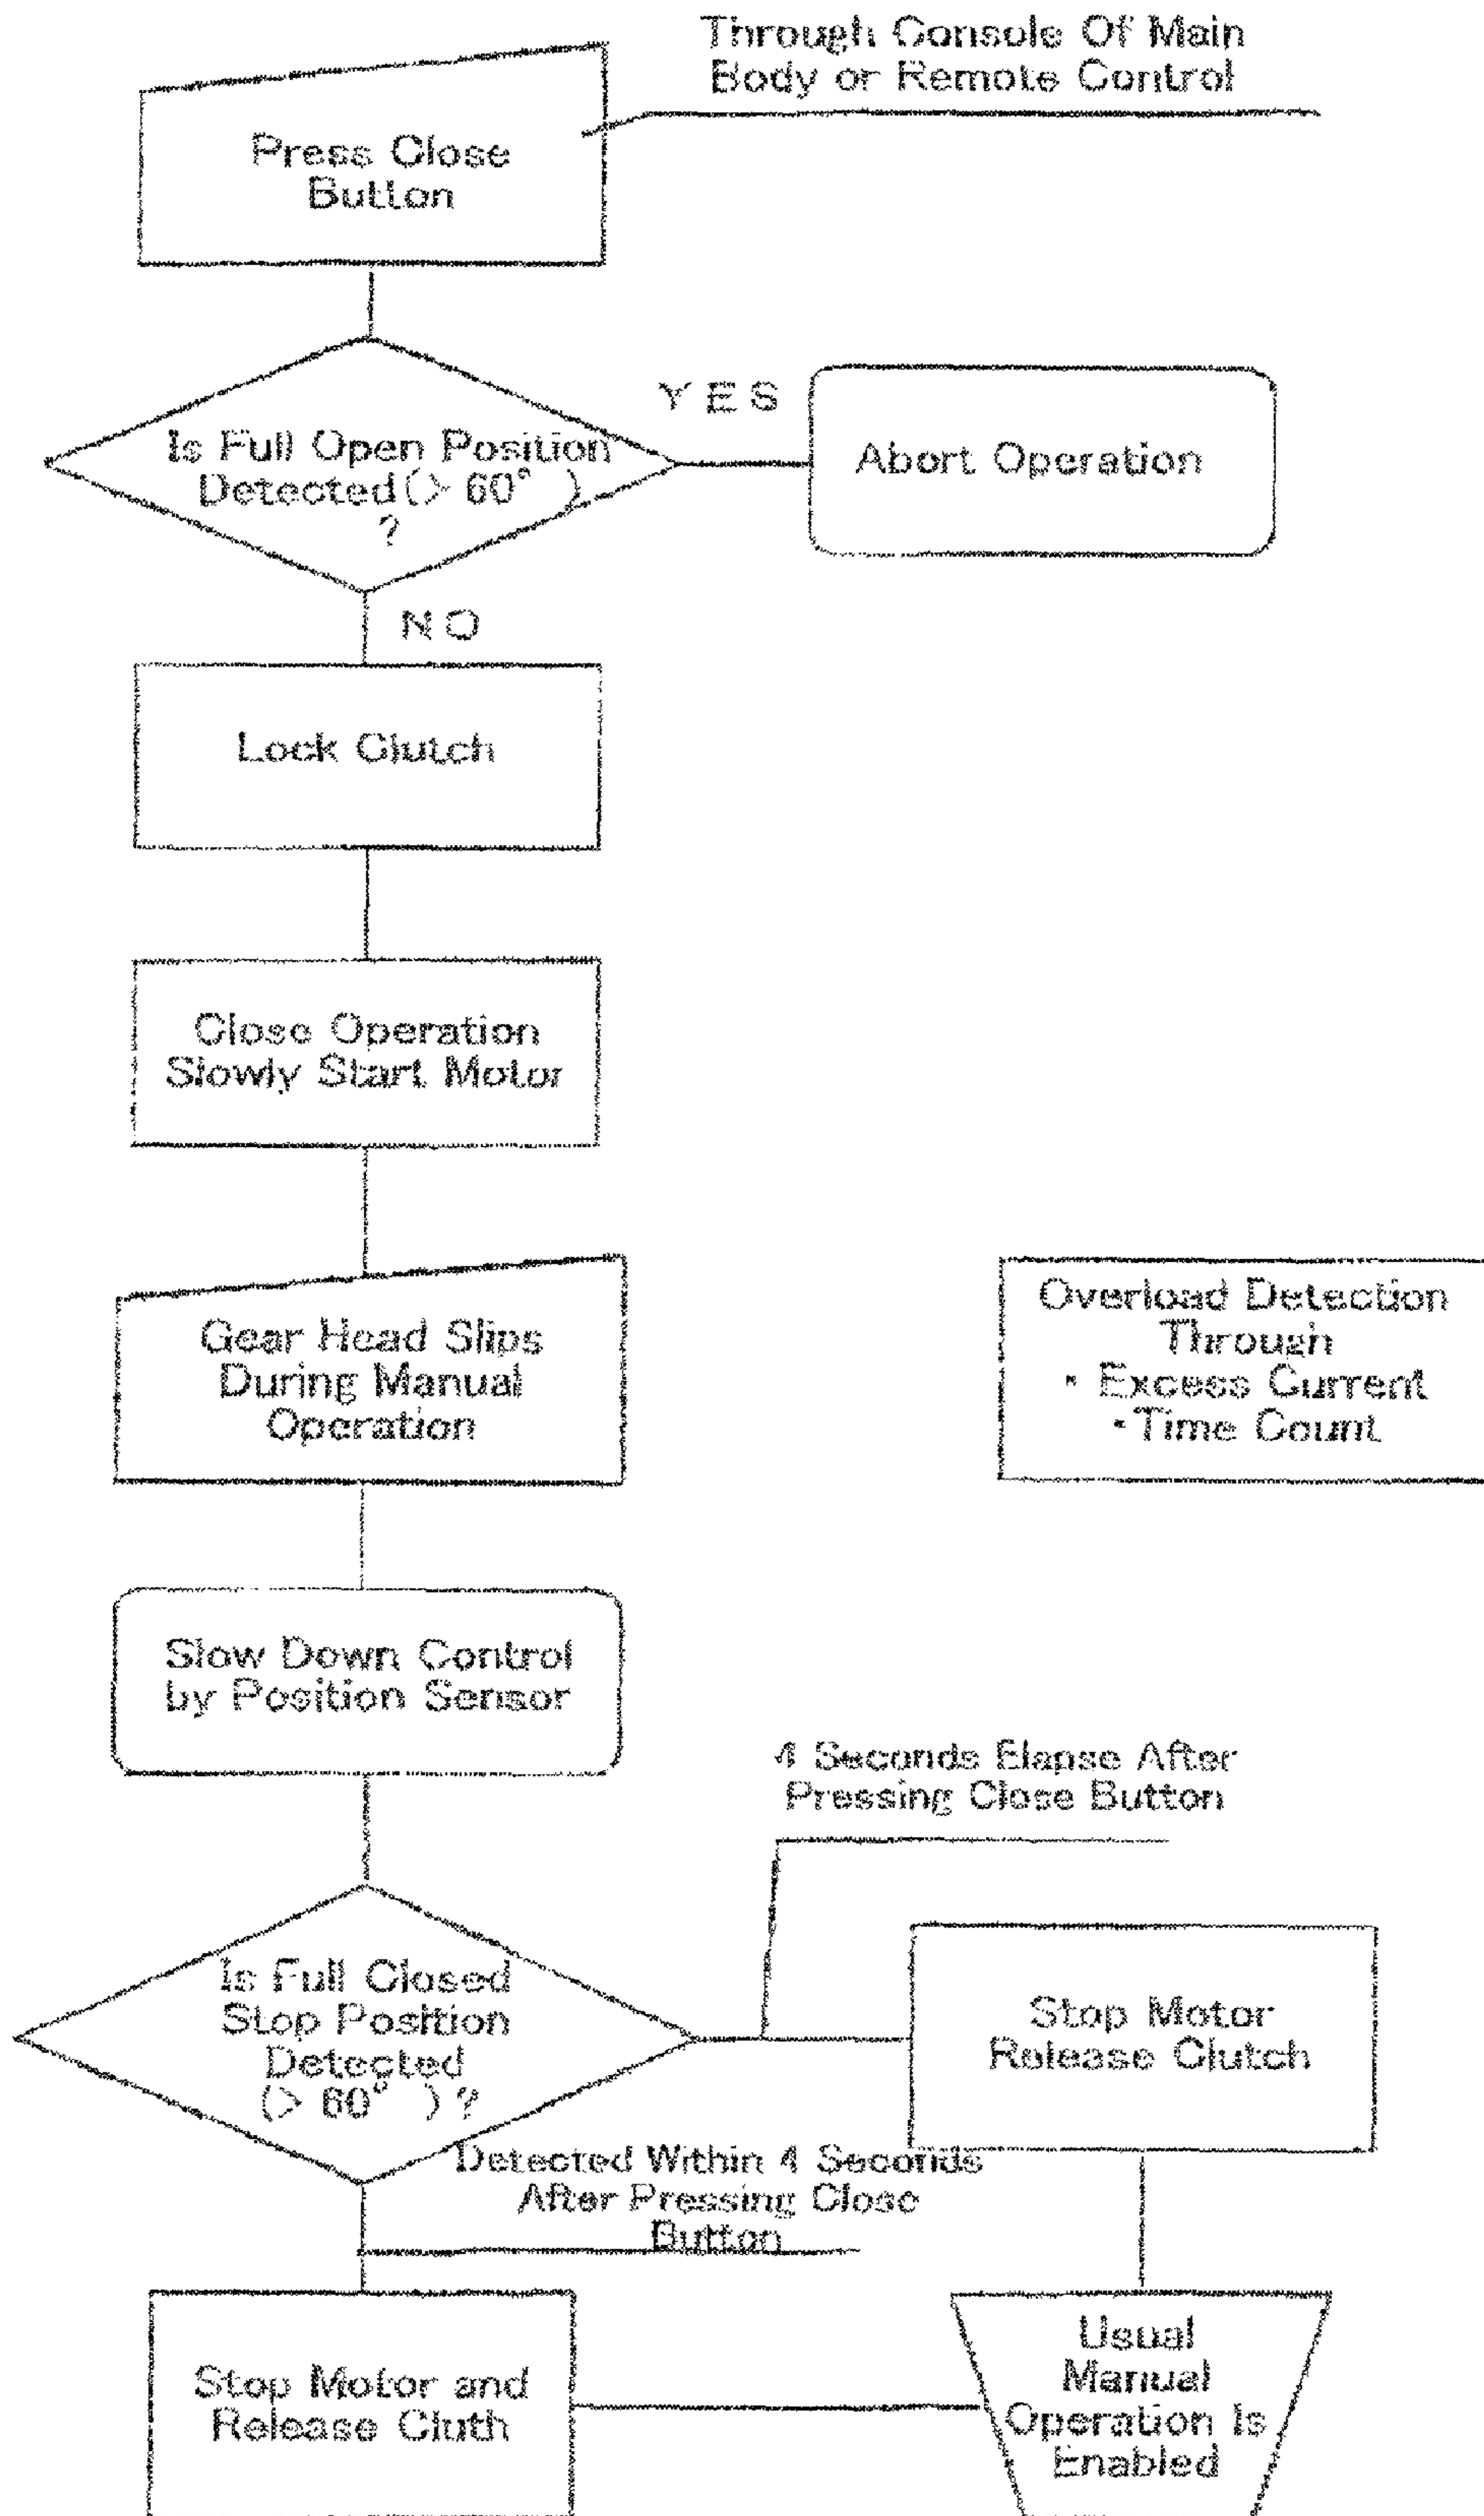 Through Console Of Main
Body or Remote Control
Press Close
Button
Is Full Open Position
Detected (> 60° )
?
YES
Abort Operation
NO
Lock Clutch
Close Operation
Slowly Start Motor
Gear Head Slips
During Manual
Operation
Overload Detection
Through
· Excess Current
· Time Count
Slow Down Control
by Position Sensor
4 Seconds Elapse After
Pressing Close Button
Is Full Closed
Stop Position
Detected
(> 60° ) ?
Stop Motor
Release Clutch
Detected Within 4 Seconds
After Pressing Close
Button
Stop Motor and
Release Cluth
Usual
Manual
Operation Is
Enabled